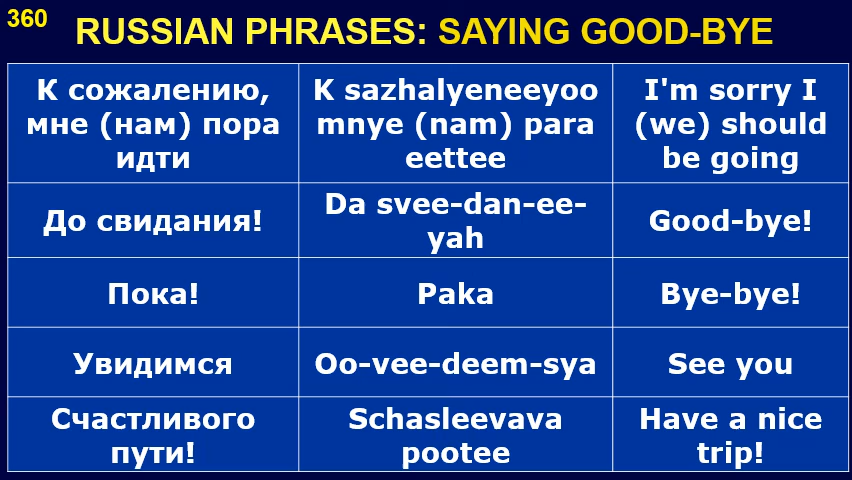 360
RUSSIAN PHRASES: SAYING GOOD-BYE
К сожалению,
мне (нам) пора
идти
K sazhalyeneeyoo
mnye (nam) para
eettee
I'm sorry I
(we) should
be going
До свидания!
Da svee-dan-ee-
yah
Good-bye!
Пока!
Paka
Bye-bye!
Увидимся
Oo-vee-deem-sya
See you
Счастливого
пути!
Schasleevava
pootee
Have a nice
trip!